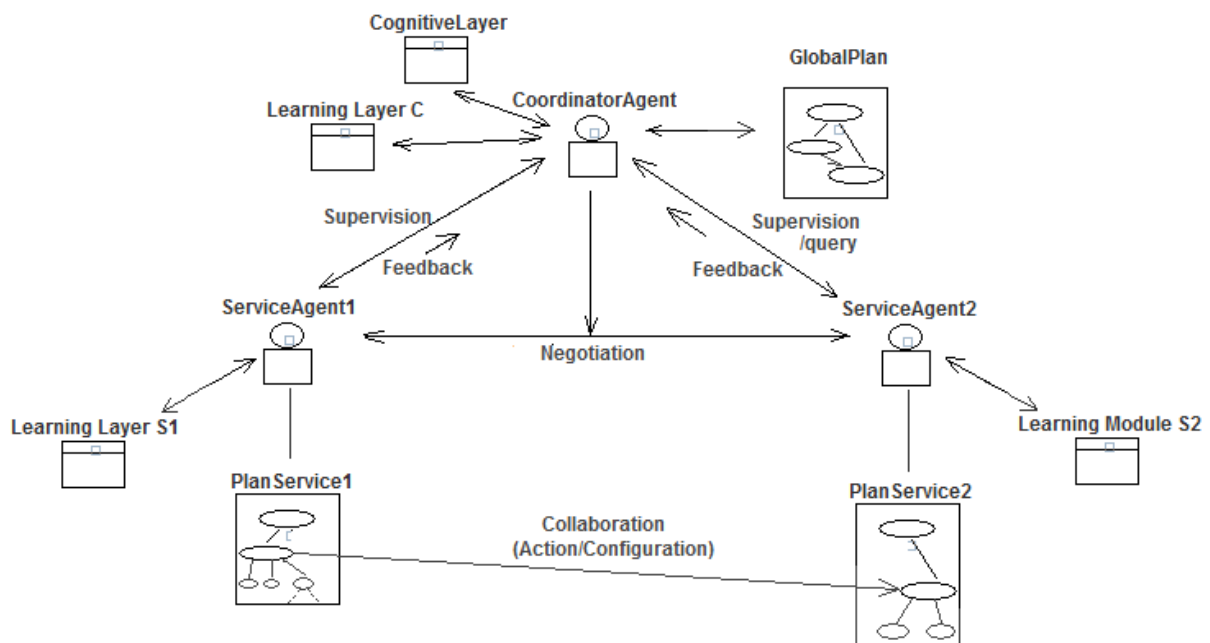 CognitiveLayer
GlobalPlan
CoordinatorAgent
Learning Layer C
Supervision
Supervision
/query
Feedback
Feedback
ServiceAgent1
ServiceAgent2
Negotiation
Learning Layer S1
Learning Module S2
PlanService1
PlanService2
Collaboration
(Action/Configuration)